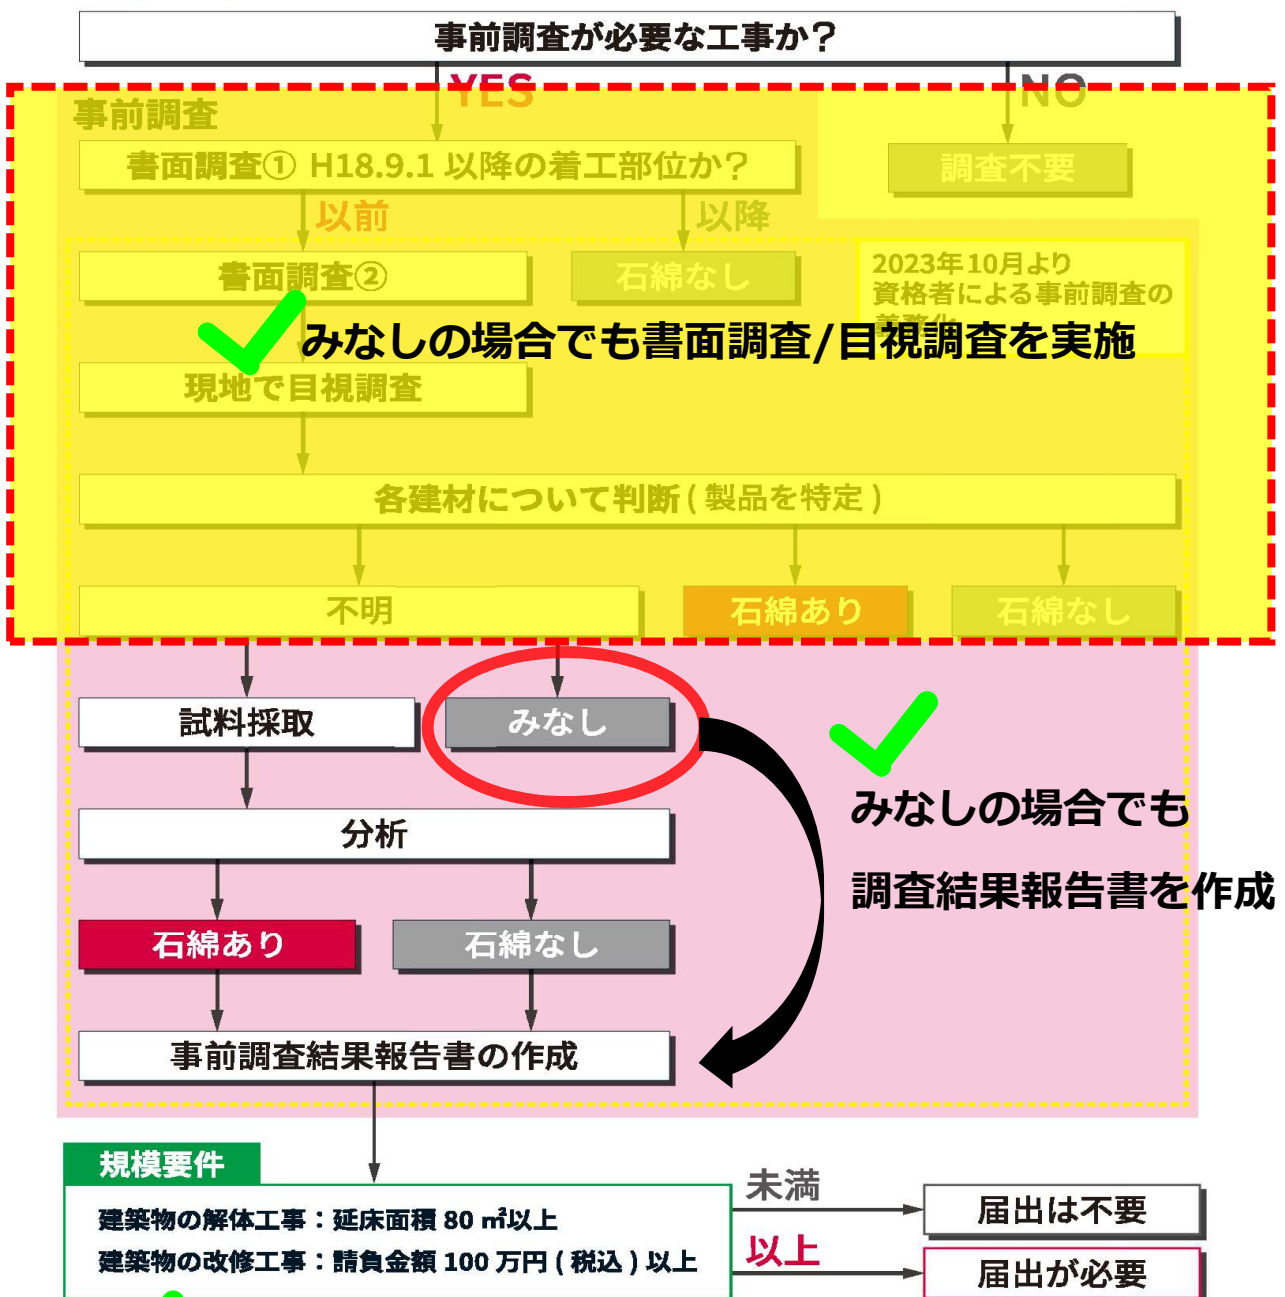 事前調査が必要な工事か?
YES
NO
事前調査
書面調査① H18.9.1 以降の着工部位か?
調査不要
以前
以降
書面調査②
石綿なし
2023年10月より
資格者による事前調査の
義務化
みなしの場合でも書面調査/目視調査を実施
現地で目視調査
各建材について判断(製品を特定)
不明
石綿あり
石綿なし
試料採取
みなし
みなしの場合でも
調査結果報告書を作成
分析
石綿あり
石綿なし
事前調査結果報告書の作成
規模要件
建築物の解体工事：延床面積 80 ㎡以上
建築物の改修工事：請負金額 100 万円(税込)以上
未満
届出は不要
以上
届出が必要